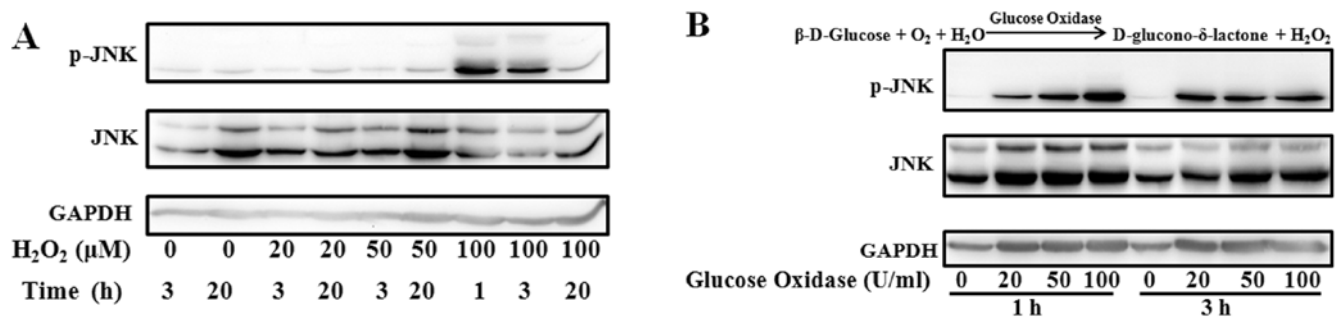 A
p-JNK
JNK
GAPDH
H₂O₂ (μM) 0 0 20 20 50 50 100 100 100
Time (h) 3 20 3 20 3 20 1 3 20
B
Glucose Oxidase
β-D-Glucose + O₂ + H₂O D-glucono-δ-lactone + H₂O₂
p-JNK
JNK
GAPDH
Glucose Oxidase (U/ml) 0 20 50 100 0 20 50 100
1 h 3 h